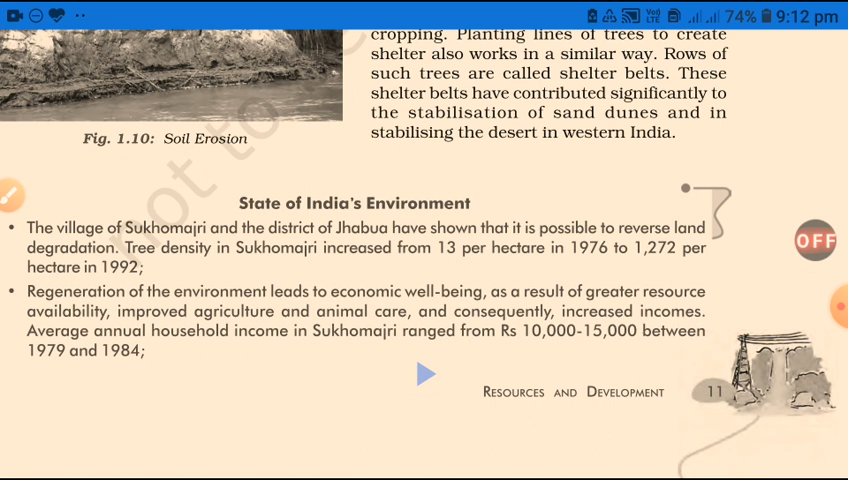 74% 9:12 pm
cropping. Planting lines of trees to create
shelter also works in a similar way. Rows of
such trees are called shelter belts. These
shelter belts have contributed significantly to
the stabilisation of sand dunes and in
stabilising the desert in western India.
Fig. 1.10: Soil Erosion
not to
State of India's Environment
• The village of Sukhomajri and the district of Jhabua have shown that it is possible to reverse land
degradation. Tree density in Sukhomajri increased from 13 per hectare in 1976 to 1,272 per
hectare in 1992;
• Regeneration of the environment leads to economic well-being, as a result of greater resource
availability, improved agriculture and animal care, and consequently, increased incomes.
Average annual household income in Sukhomajri ranged from Rs 10,000-15,000 between
1979 and 1984;
OFF
RESOURCES AND DEVELOPMENT 11